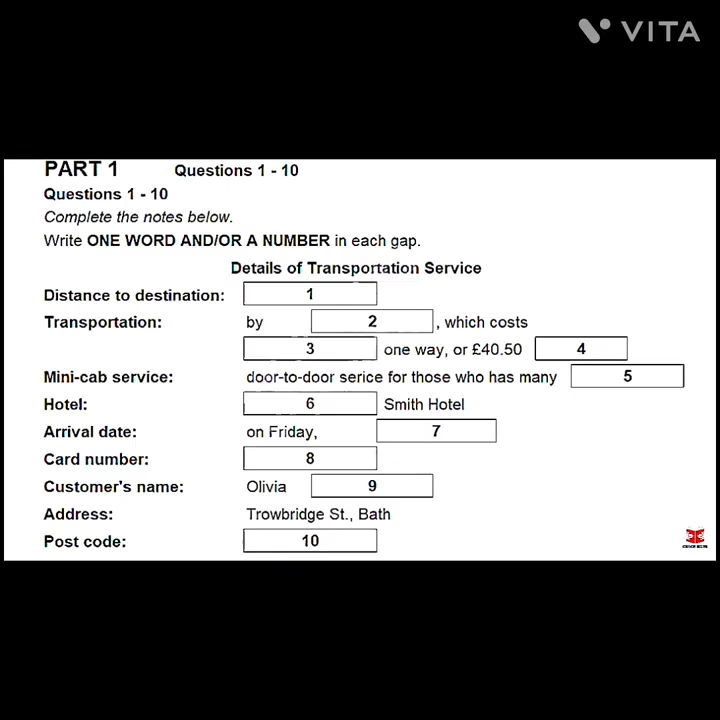 VITA
PART 1 Questions 1 - 10
Questions 1 - 10
Complete the notes below.
Write ONE WORD AND/OR A NUMBER in each gap.
Details of Transportation Service
Distance to destination: 1
Transportation: by 2 , which costs
3 one way, or £40.50 4
Mini-cab service: door-to-door serice for those who has many 5
Hotel: 6 Smith Hotel
Arrival date: on Friday, 7
Card number: 8
Customer's name: Olivia 9
Address: Trowbridge St., Bath
Post code: 10